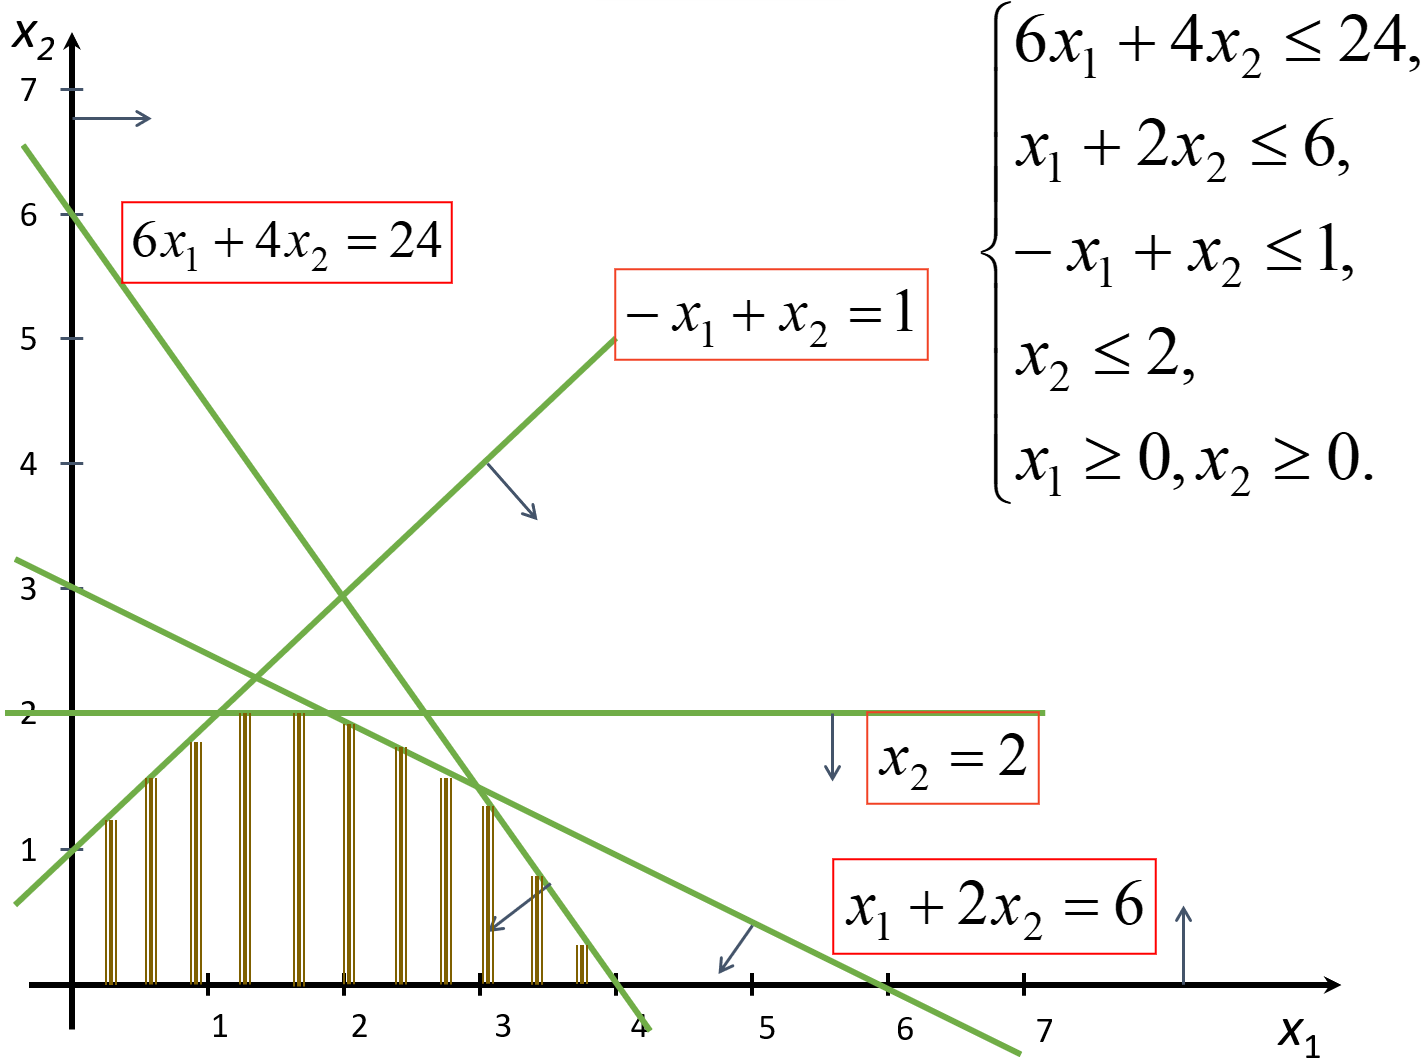 x₂
7
6
5
4
3
2
1
6x₁ + 4x₂ = 24
− x₁ + x₂ = 1
x₂ = 2
x₁ + 2x₂ = 6
6x₁ + 4x₂ ≤ 24,
x₁ + 2x₂ ≤ 6,
− x₁ + x₂ ≤ 1,
x₂ ≤ 2,
x₁ ≥ 0, x₂ ≥ 0.
1 2 3 4 5 6 7
x₁